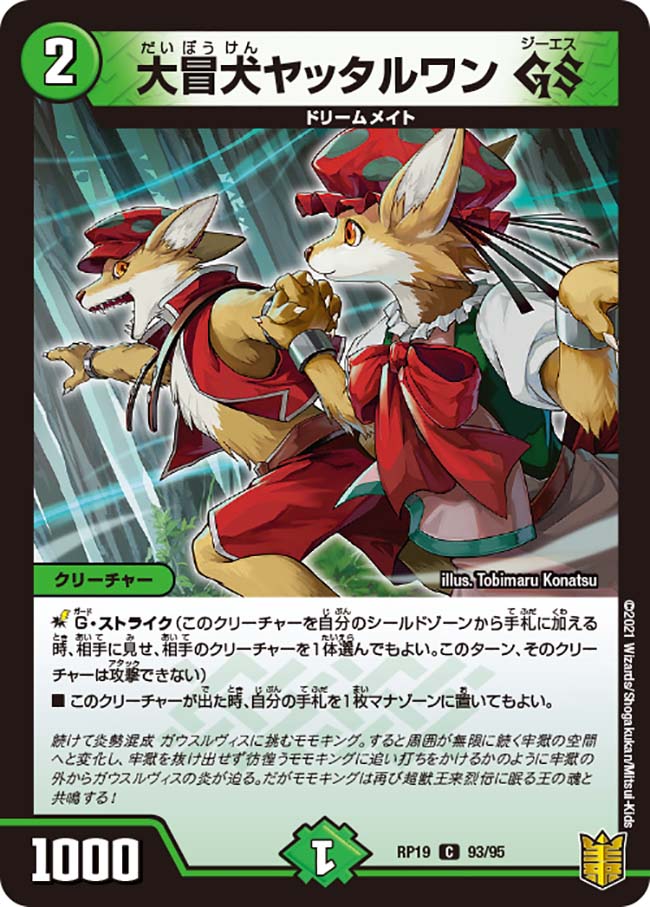 2
だいぼうけん ジーエス
大冒犬ヤッタルワン GS
ドリームメイト
クリーチャー
illus. Tobimaru Konatsu
G・ストライク(このクリーチャーを自分のシールドゾーンから手札に加える
時、相手に見せ、相手のクリーチャーを1体選んでもよい。このターン、そのクリ
ーチャーは攻撃できない)
■ このクリーチャーが出た時、自分の手札を1枚マナゾーンに置いてもよい。
続けて炎勢混成 ガウスルヴィスに挑むモモキング。すると周囲が無限に続く牢獄の空間
へと変化し、牢獄を抜け出せず彷徨うモモキングに追い打ちをかけるかのように牢獄の
外からガウスルヴィスの炎が迫る。だがモモキングは再び超獣王来烈伝に眠る王の魂と
共鳴する!
©2021 Wizards/Shogakukan/Mitsui-Kids
1000
1
RP19 C 93/95